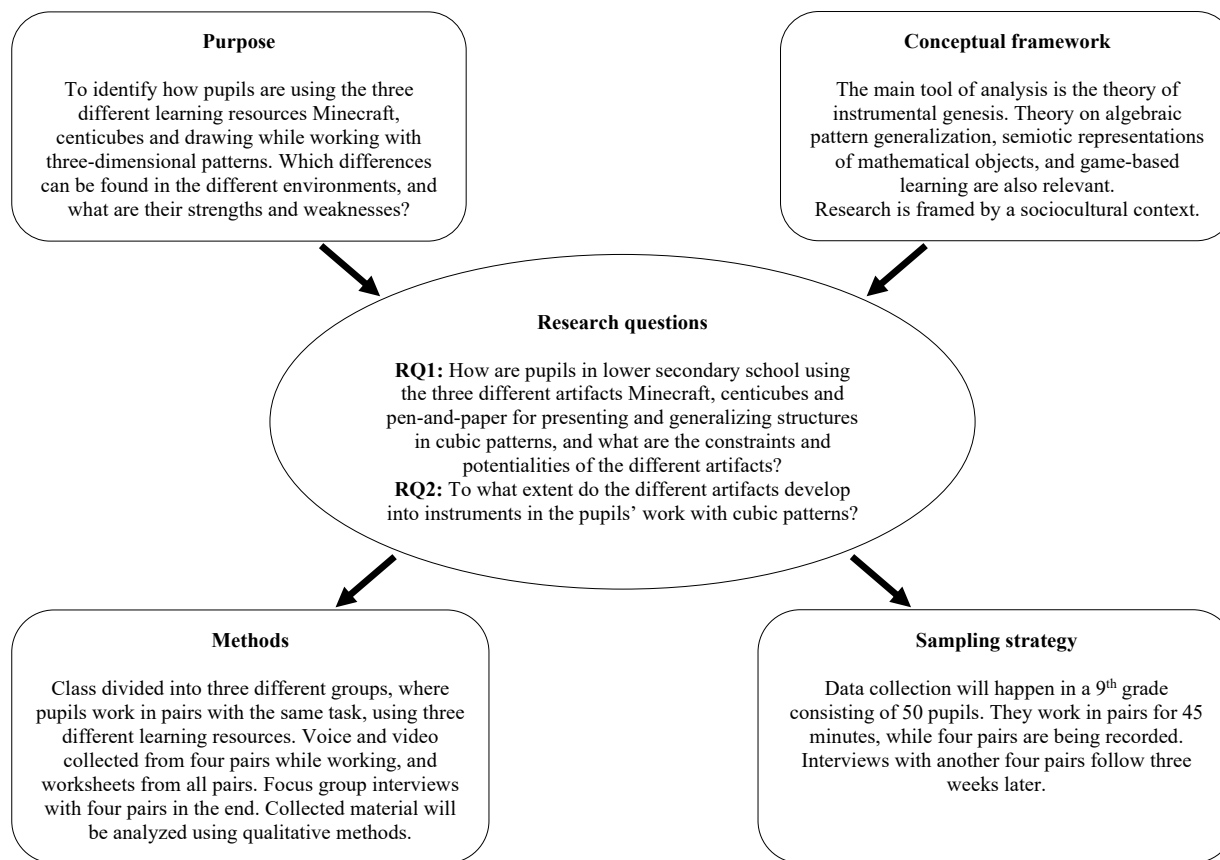 Purpose
To identify how pupils are using the three
different learning resources Minecraft,
centicubes and drawing while working with
three-dimensional patterns. Which differences
can be found in the different environments, and
what are their strengths and weaknesses?
Conceptual framework
The main tool of analysis is the theory of
instrumental genesis. Theory on algebraic
pattern generalization, semiotic representations
of mathematical objects, and game-based
learning are also relevant.
Research is framed by a sociocultural context.
Research questions
RQ1: How are pupils in lower secondary school using
the three different artifacts Minecraft, centicubes and
pen-and-paper for presenting and generalizing structures
in cubic patterns, and what are the constraints and
potentialities of the different artifacts?
RQ2: To what extent do the different artifacts develop
into instruments in the pupils’ work with cubic patterns?
Methods
Class divided into three different groups, where
pupils work in pairs with the same task, using three
different learning resources. Voice and video
collected from four pairs while working, and
worksheets from all pairs. Focus group interviews
with four pairs in the end. Collected material will
be analyzed using qualitative methods.
Sampling strategy
Data collection will happen in a 9th grade
consisting of 50 pupils. They work in pairs for 45
minutes, while four pairs are being recorded.
Interviews with another four pairs follow three
weeks later.